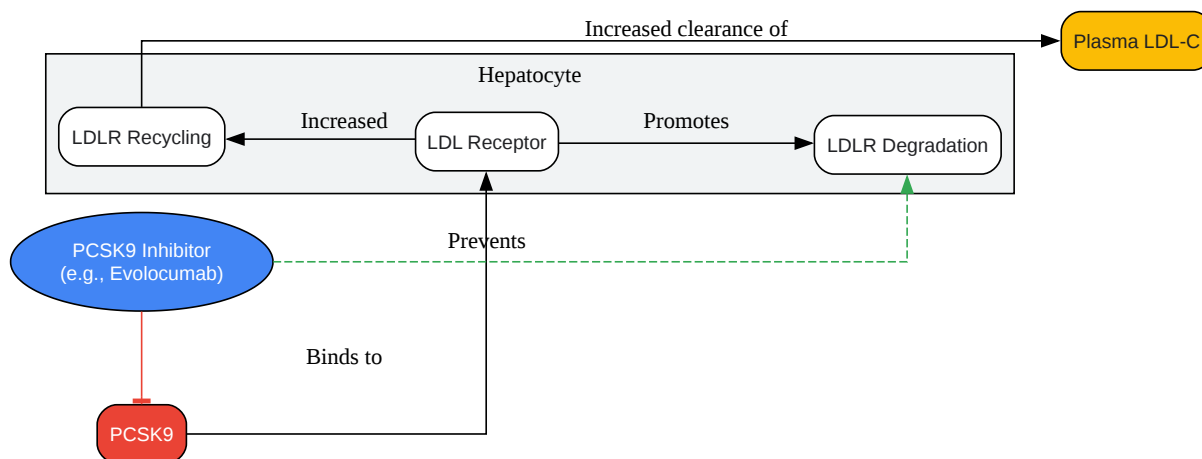 Increased clearance of
Plasma LDL-C
Hepatocyte
LDLR Recycling
Increased
LDL Receptor
Promotes
LDLR Degradation
PCSK9 Inhibitor
(e.g., Evolocumab)
Prevents
Binds to
PCSK9